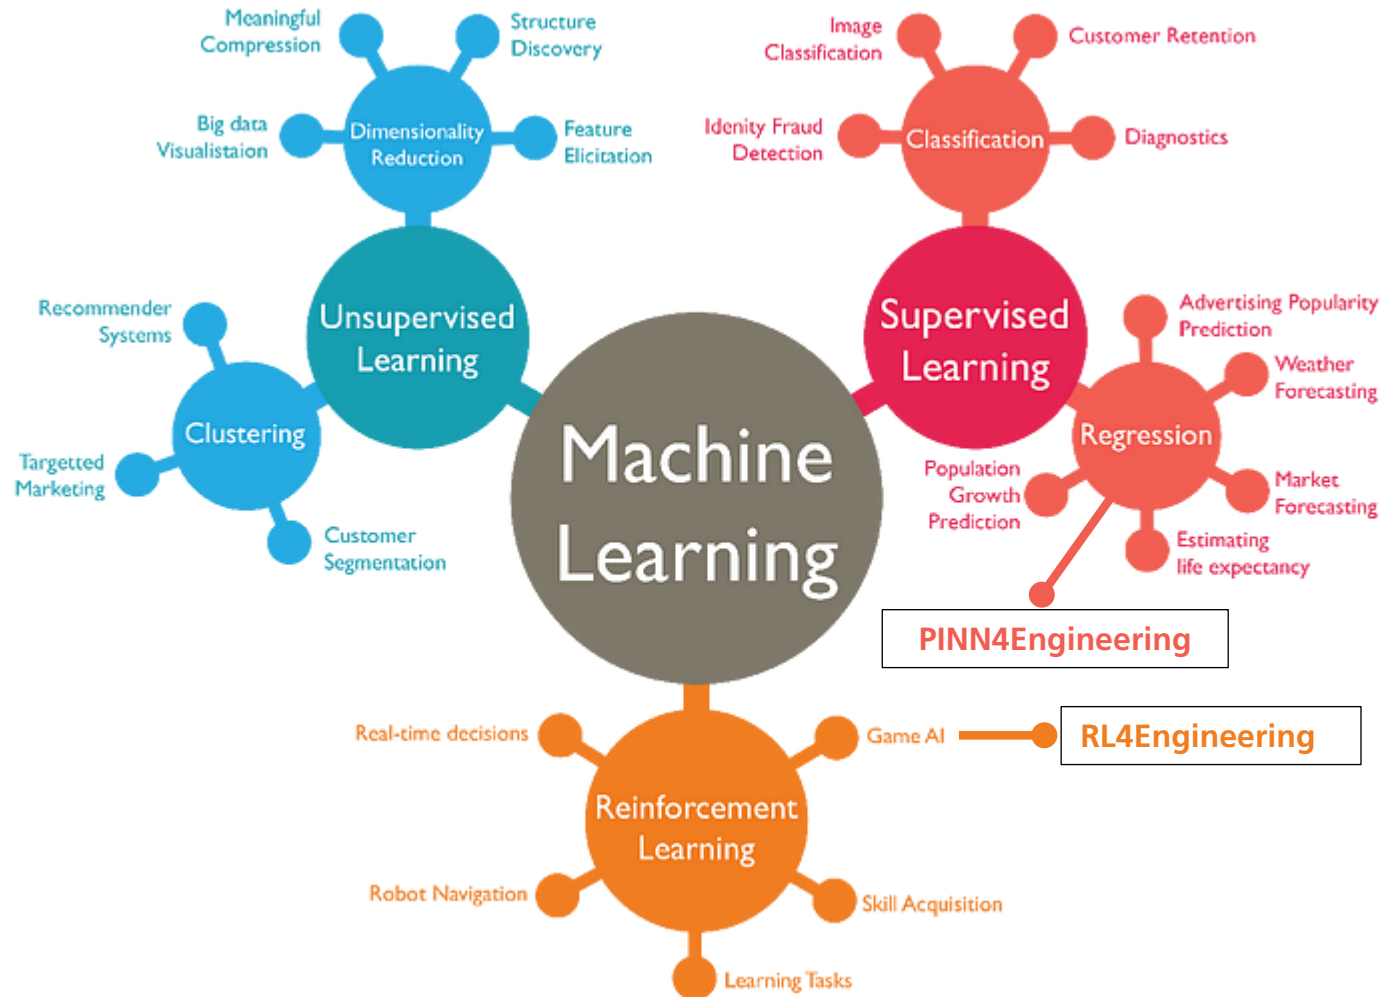 Meaningful
Compression
Structure
Discovery
Big data
Visualistaion
Dimensionality
Reduction
Feature
Elicitation
Image
Classification
Customer Retention
Idenity Fraud
Detection
Classification
Diagnostics
Unsupervised
Learning
Supervised
Learning
Recommender
Systems
Clustering
Targetted
Marketing
Customer
Segmentation
Machine
Learning
Advertising Popularity
Prediction
Weather
Forecasting
Regression
Population
Growth
Prediction
Market
Forecasting
Estimating
life expectancy
PINN4Engineering
Real-time decisions
Game AI
RL4Engineering
Reinforcement
Learning
Robot Navigation
Skill Acquisition
Learning Tasks